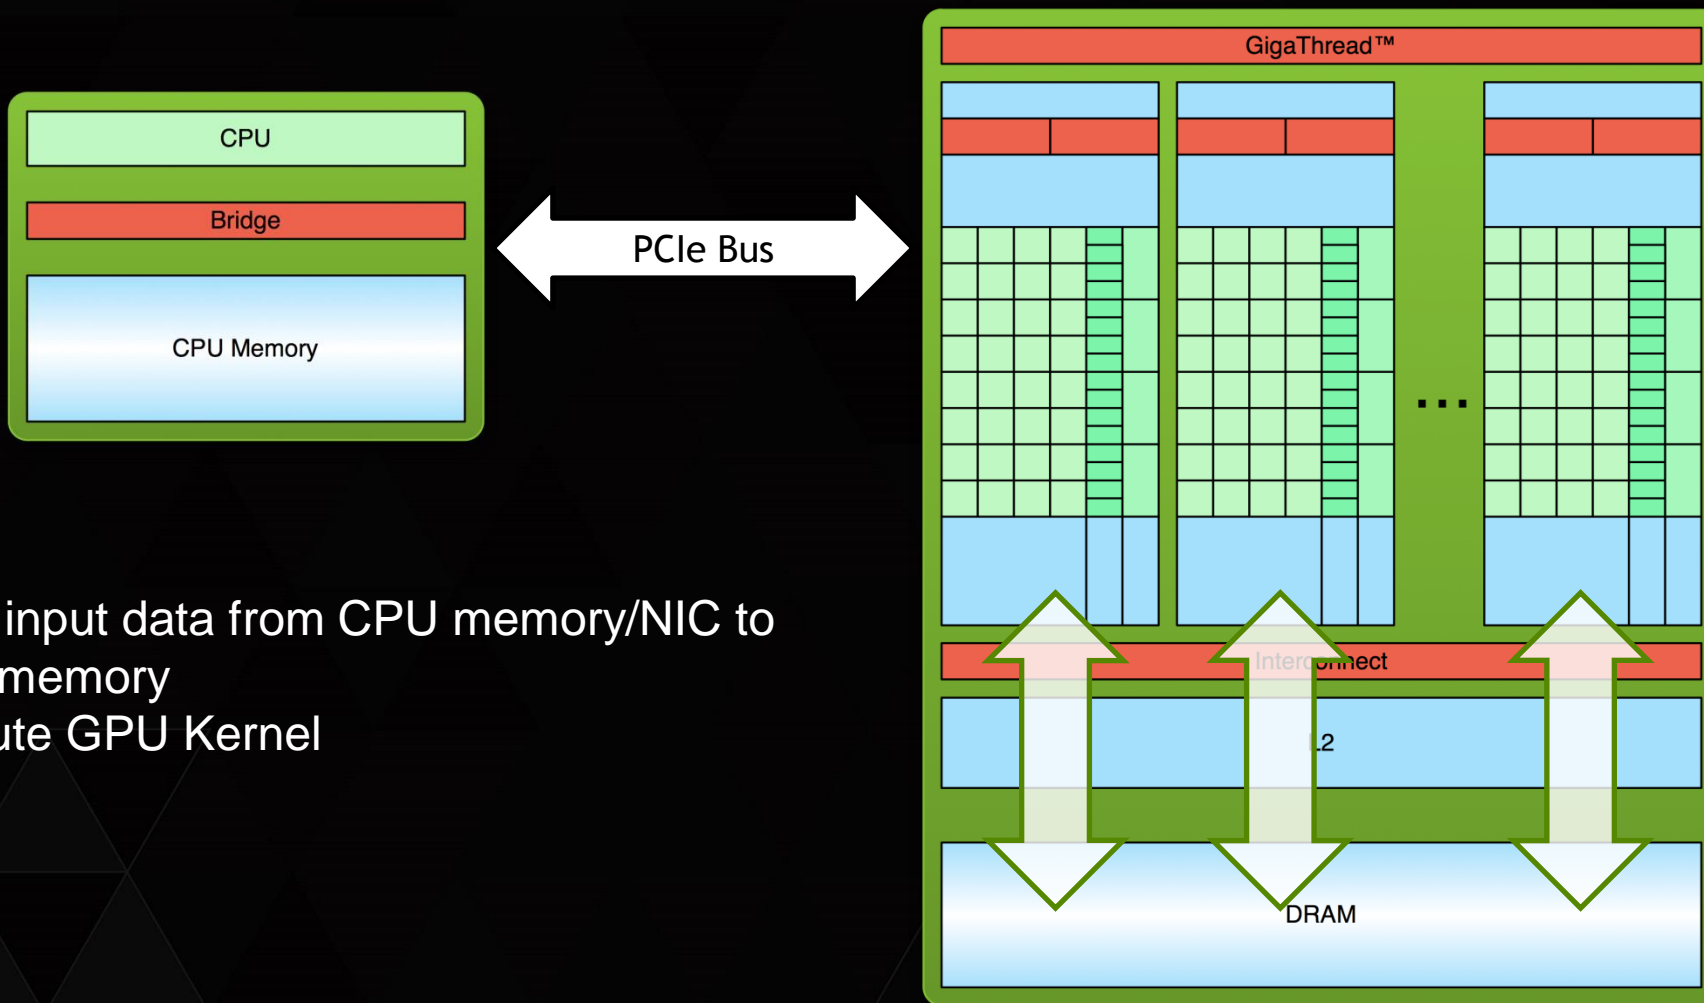 GigaThread™
CPU
Bridge
PCIe Bus
CPU Memory
...
input data from CPU memory/NIC to
memory
ute GPU Kernel
Interconnect
L2
DRAM